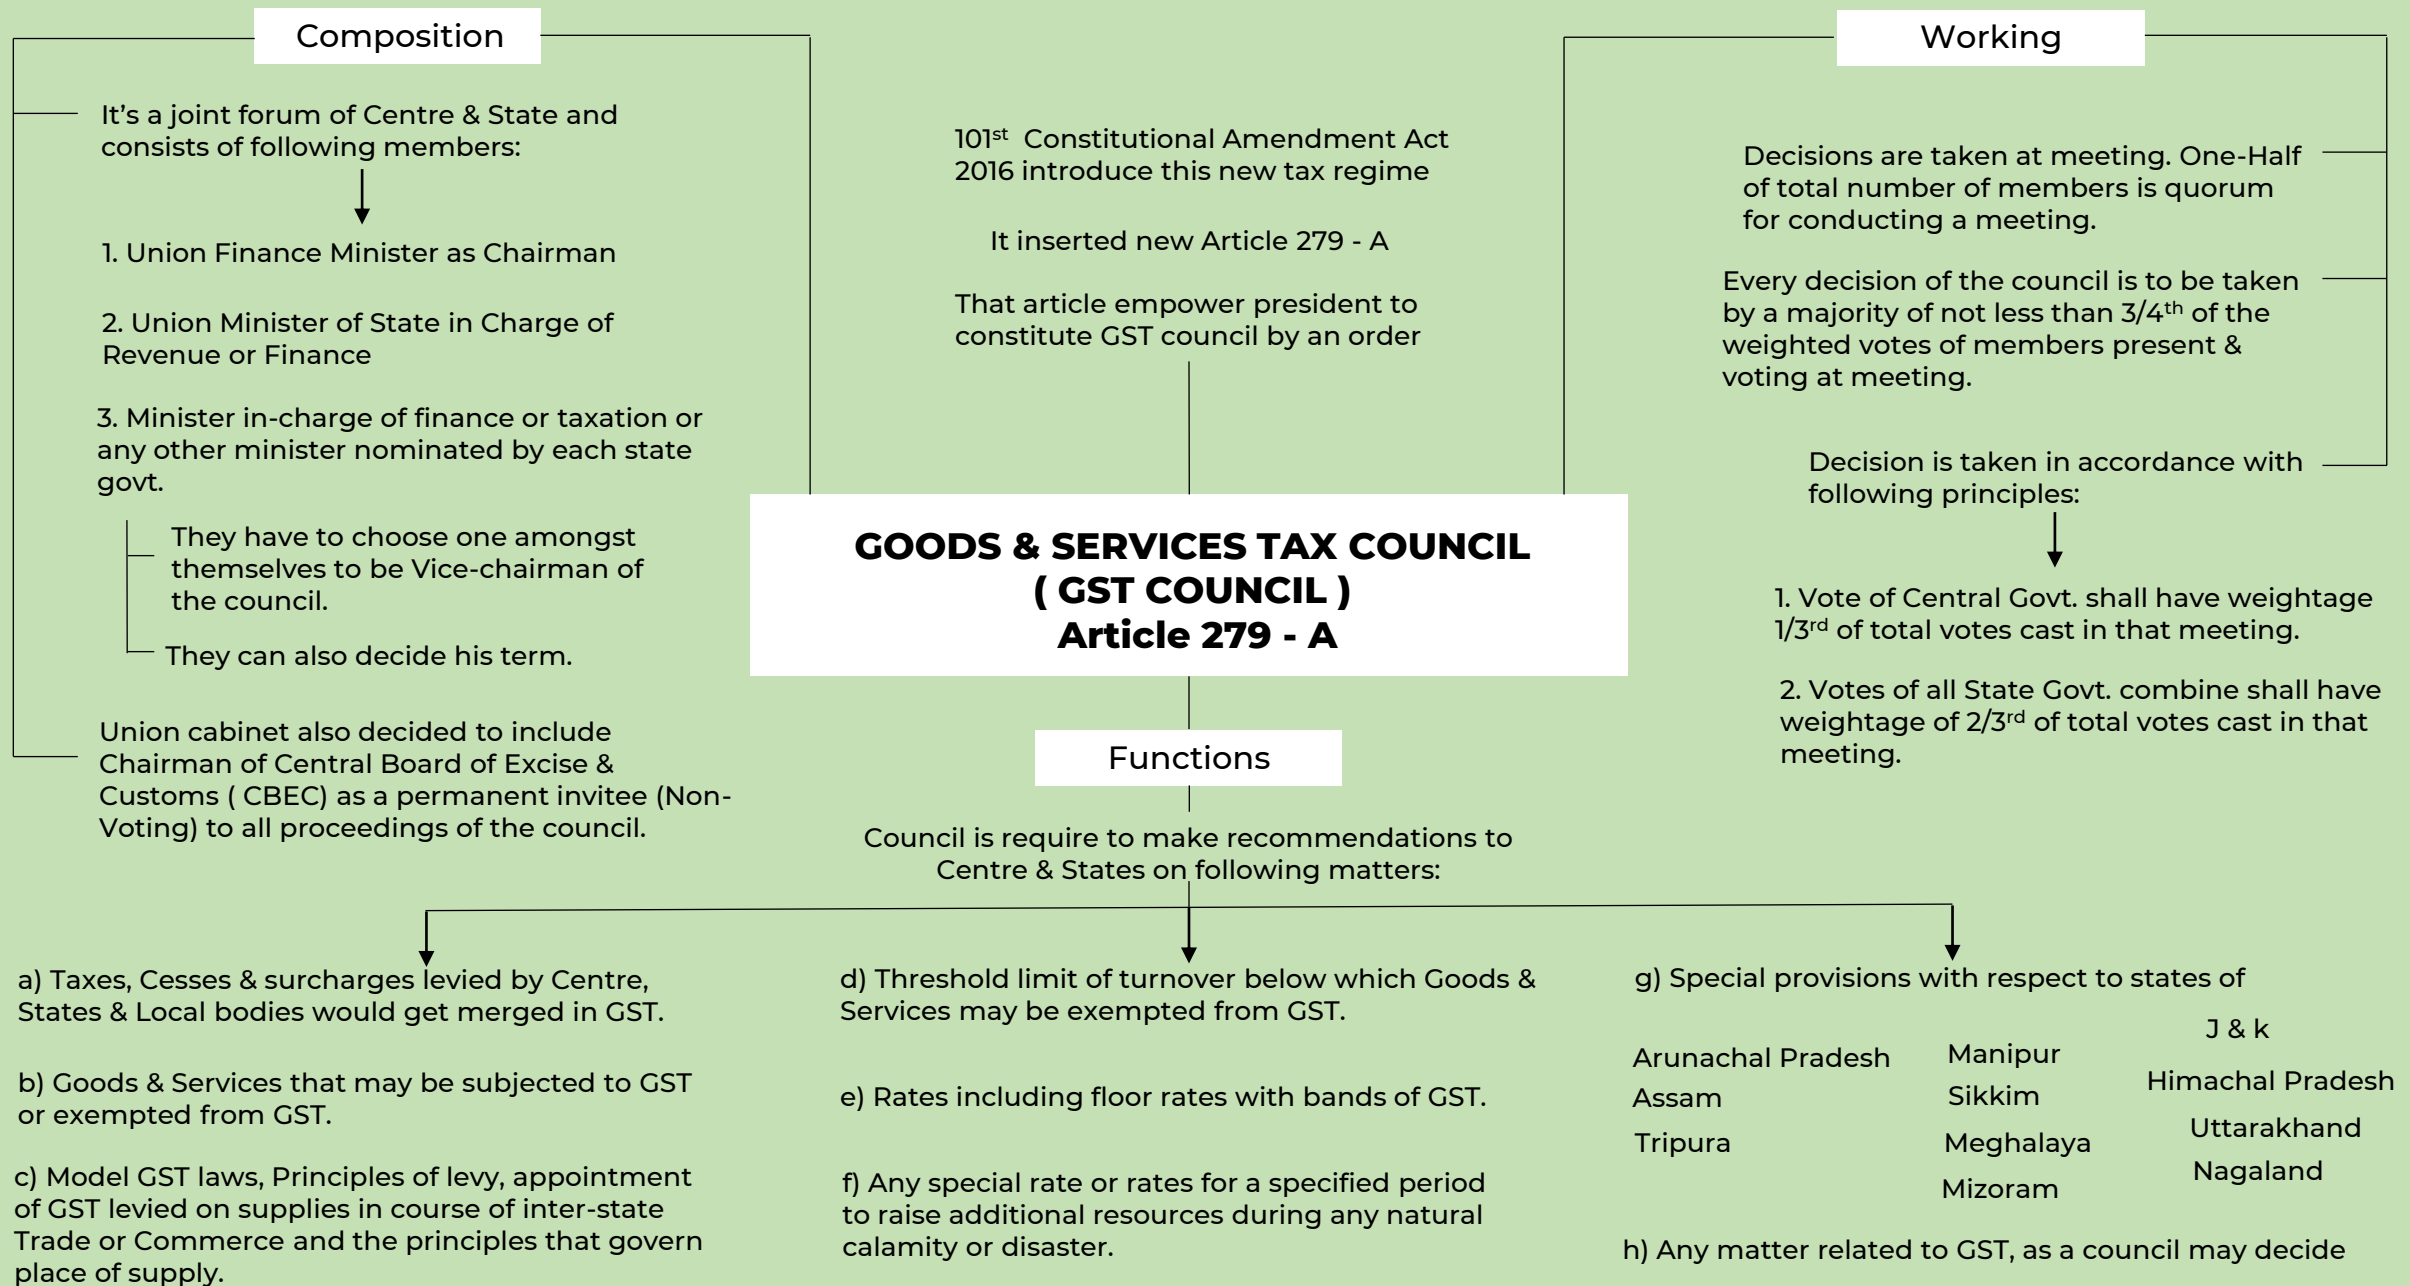 Composition
It’s a joint forum of Centre & State and
consists of following members:
1. Union Finance Minister as Chairman
2. Union Minister of State in Charge of
Revenue or Finance
3. Minister in-charge of finance or taxation or
any other minister nominated by each state
govt.
They have to choose one amongst
themselves to be Vice-chairman of
the council.
They can also decide his term.
Union cabinet also decided to include
Chairman of Central Board of Excise &
Customs ( CBEC) as a permanent invitee (Non-
Voting) to all proceedings of the council.
101st Constitutional Amendment Act
2016 introduce this new tax regime
It inserted new Article 279 - A
That article empower president to
constitute GST council by an order
GOODS & SERVICES TAX COUNCIL
( GST COUNCIL )
Article 279 - A
Working
Decisions are taken at meeting. One-Half
of total number of members is quorum
for conducting a meeting.
Every decision of the council is to be taken
by a majority of not less than 3/4th of the
weighted votes of members present &
voting at meeting.
Decision is taken in accordance with
following principles:
1. Vote of Central Govt. shall have weightage
1/3rd of total votes cast in that meeting.
2. Votes of all State Govt. combine shall have
weightage of 2/3rd of total votes cast in that
meeting.
Functions
Council is require to make recommendations to
Centre & States on following matters:
a) Taxes, Cesses & surcharges levied by Centre,
States & Local bodies would get merged in GST.
b) Goods & Services that may be subjected to GST
or exempted from GST.
c) Model GST laws, Principles of levy, appointment
of GST levied on supplies in course of inter-state
Trade or Commerce and the principles that govern
place of supply.
d) Threshold limit of turnover below which Goods &
Services may be exempted from GST.
e) Rates including floor rates with bands of GST.
f) Any special rate or rates for a specified period
to raise additional resources during any natural
calamity or disaster.
g) Special provisions with respect to states of
Arunachal Pradesh
Assam
Tripura
Manipur
Sikkim
Meghalaya
Mizoram
J & k
Himachal Pradesh
Uttarakhand
Nagaland
h) Any matter related to GST, as a council may decide